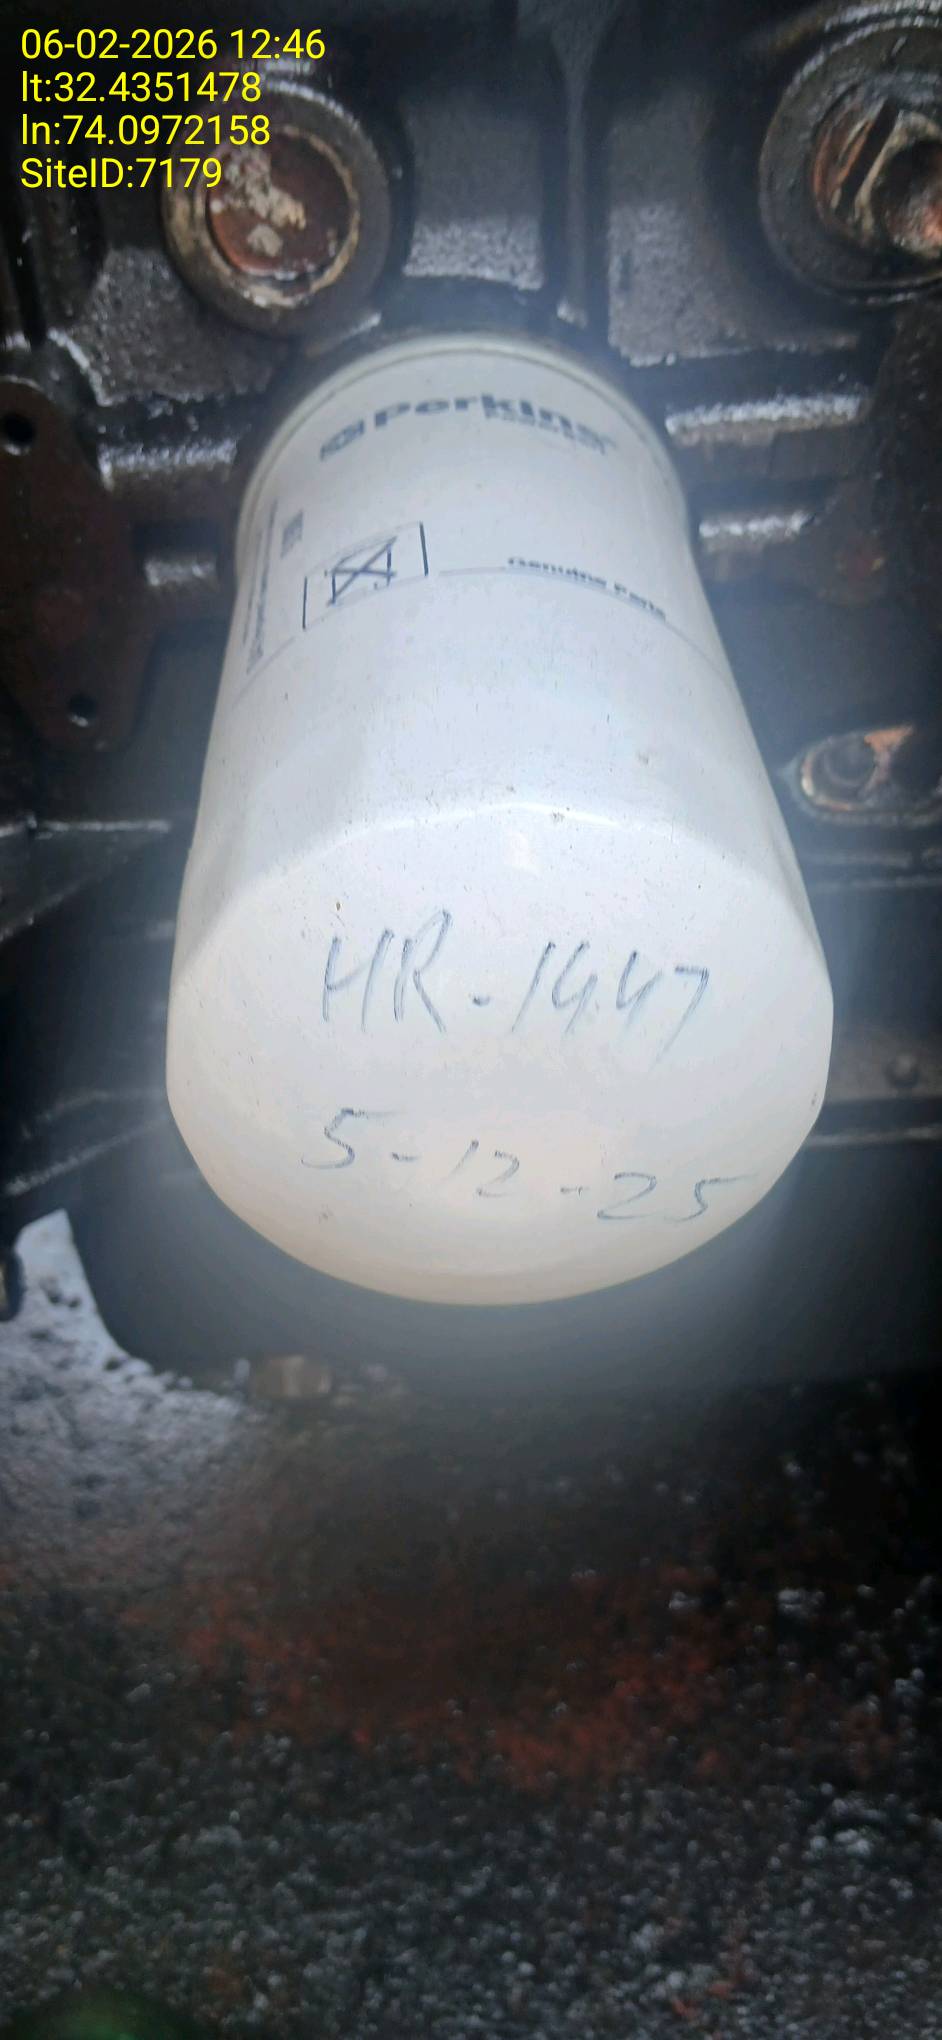 06-02-2026 12:46
lt:32.4351478
ln:74.0972158
SiteID:7179
Perkins
Genuine Parts
HR-1447
5-12-25